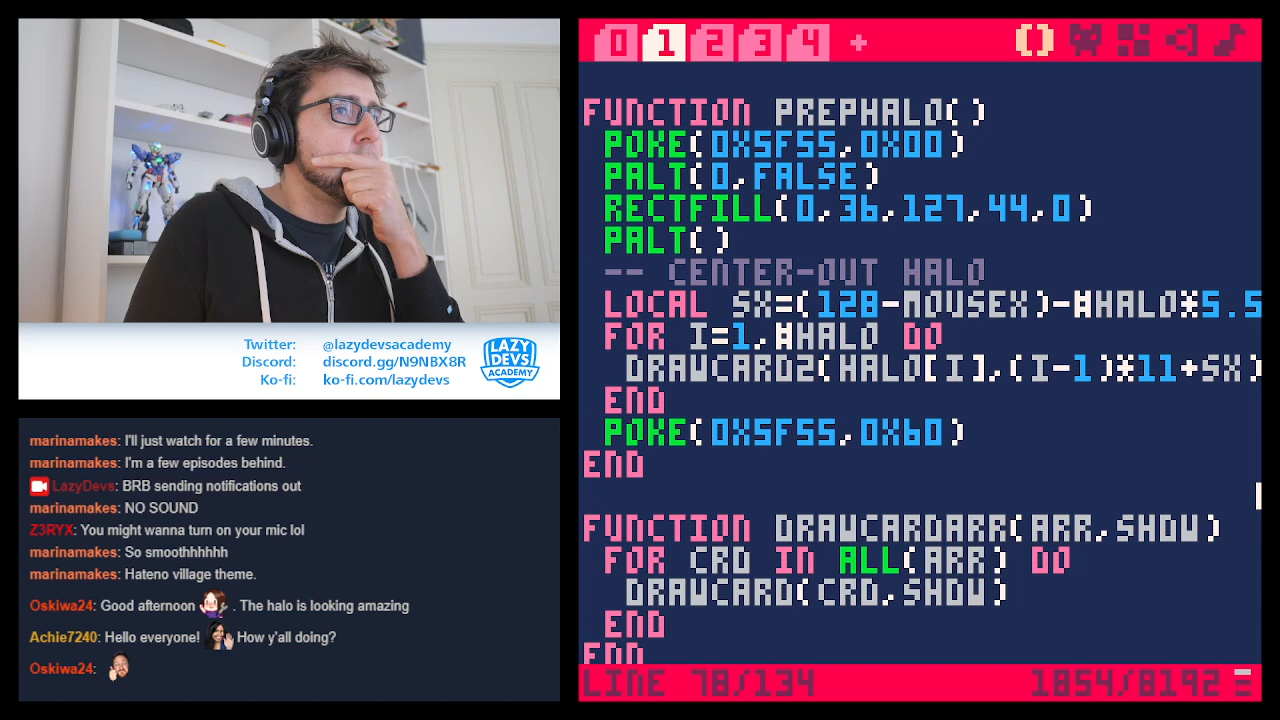 Twitter: @lazydevsacademy
Discord: discord.gg/N9NBX8R
Ko-fi: ko-fi.com/lazydevs
LAZY
DEVS
ACADEMY
marinamakes: I'll just watch for a few minutes.
marinamakes: I'm a few episodes behind.
LazyDevs: BRB sending notifications out
marinamakes: NO SOUND
Z3RYX: You might wanna turn on your mic lol
marinamakes: So smoothhhhhh
marinamakes: Hateno village theme.
Oskiwa24: Good afternoon . The halo is looking amazing
Achie7240: Hello everyone! How y'all doing?
Oskiwa24:
0 1 2 3 4 + ()
FUNCTION PREPHALO()
POKE(0X5F55,0X00)
PALT(0,FALSE)
RECTFILL(0,36,127,44,0)
PALT()
-- CENTER-OUT HALO
LOCAL SX=(128-MOUSEX)-#HALO*5.5
FOR I=1,#HALO DO
DRAWCARD2(HALO[I],(I-1)*11+SX)
END
POKE(0X5F55,0X60)
END
FUNCTION DRAWCARDARR(ARR,SHOW)
FOR CRD IN ALL(ARR) DO
DRAWCARD(CRD,SHOW)
END
END
LINE 78/134 1854/8192